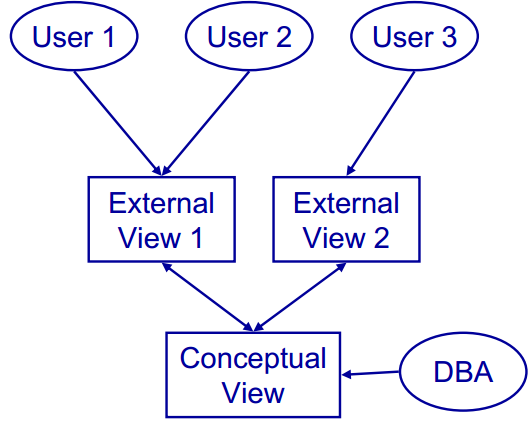 User 1
User 2
User 3
External
View 1
External
View 2
Conceptual
View
DBA